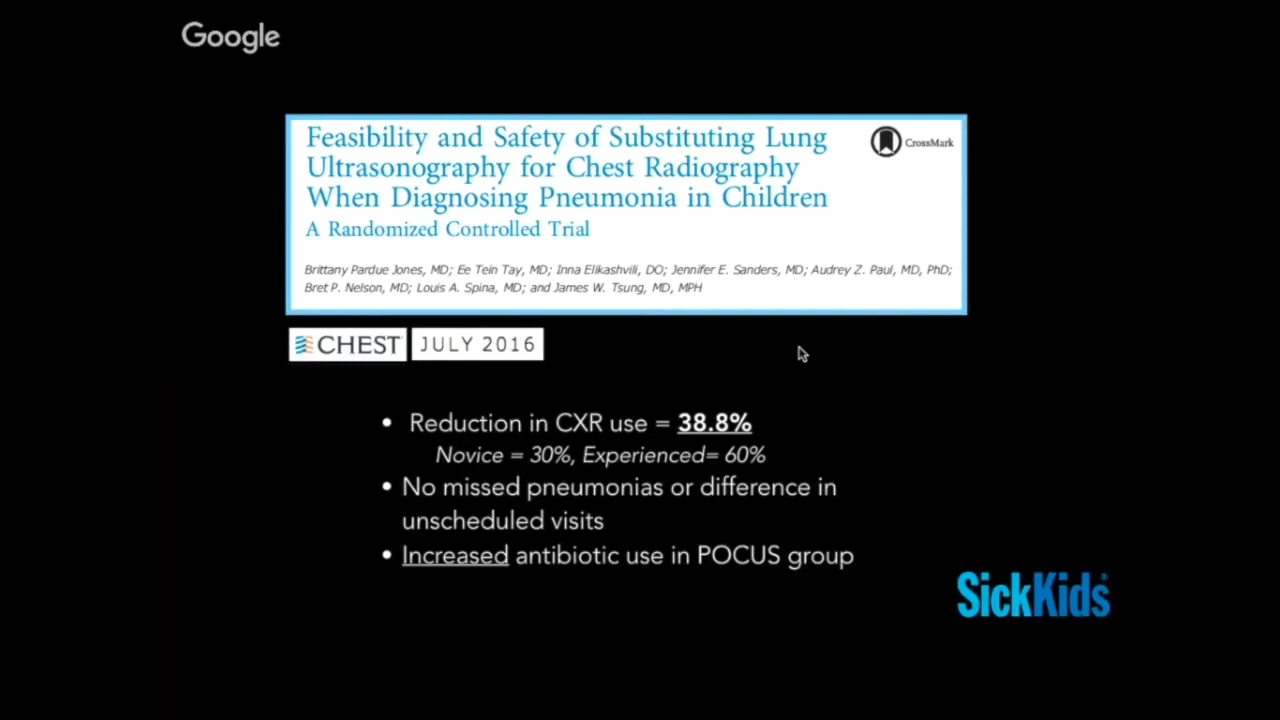 Google
Feasibility and Safety of Substituting Lung
Ultrasonography for Chest Radiography
When Diagnosing Pneumonia in Children
A Randomized Controlled Trial
CrossMark
Brittany Pardue Jones, MD; Ee Tein Tay, MD; Inna Elikashvili, DO; Jennifer E. Sanders, MD; Audrey Z. Paul, MD, PhD;
Bret P. Nelson, MD; Louis A. Spina, MD; and James W. Tsung, MD, MPH
CHEST JULY 2016
• Reduction in CXR use = 38.8%
Novice = 30%, Experienced= 60%
• No missed pneumonias or difference in
unscheduled visits
• Increased antibiotic use in POCUS group
SickKids